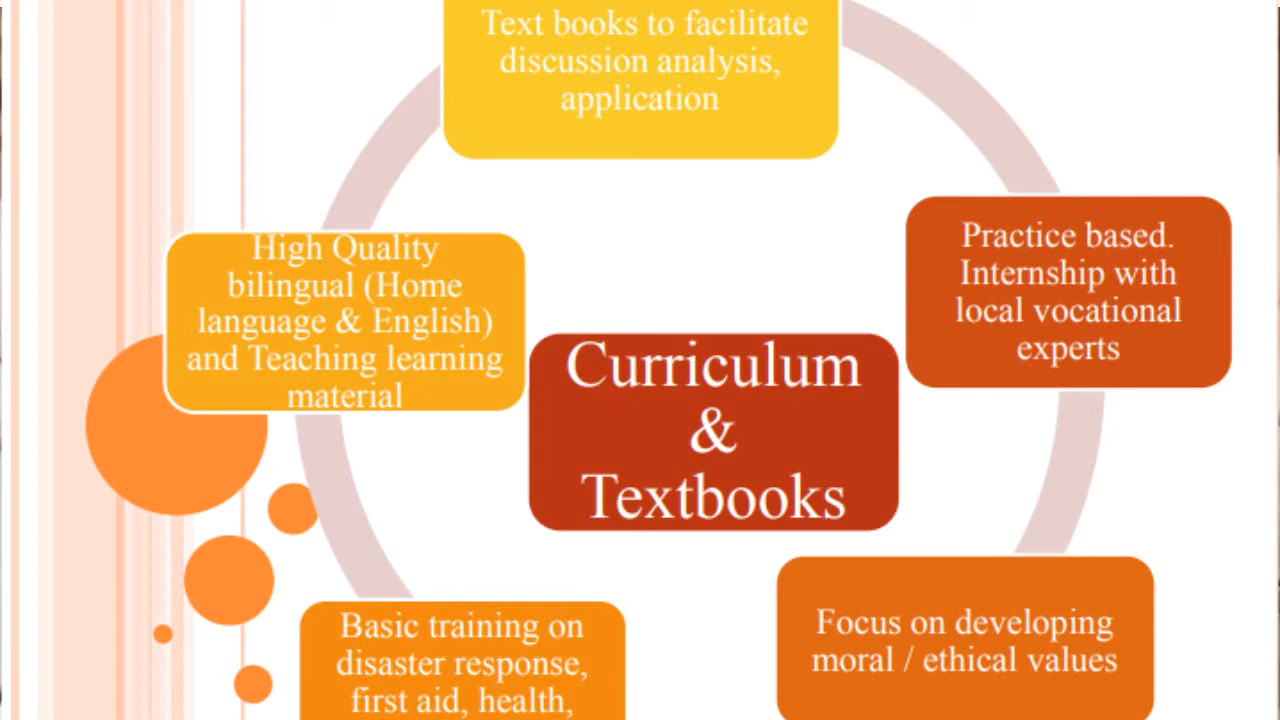 Text books to facilitate
discussion analysis,
application
Practice based.
Internship with
local vocational
experts
High Quality
bilingual (Home
language & English)
and Teaching learning
material
Curriculum
&
Textbooks
Focus on developing
moral / ethical values
Basic training on
disaster response,
first aid, health,